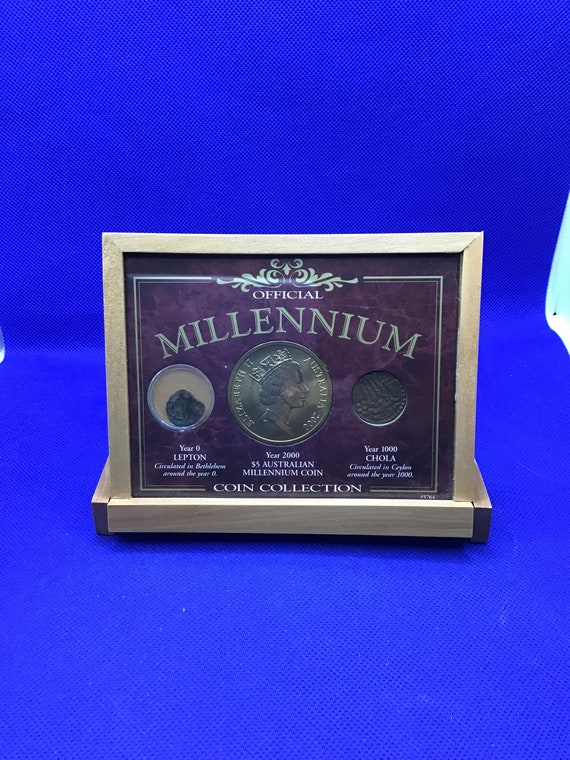 OFFICIAL
MILLENNIUM
ELIZABETH II AUSTRALIA 2000
Year 0
LEPTON
Circulated in Bethlehem
around the year 0.
Year 2000
$5 AUSTRALIAN
MILLENNIUM COIN
Year 1000
CHOLA
Circulated in Ceylon
around the year 1000.
COIN COLLECTION